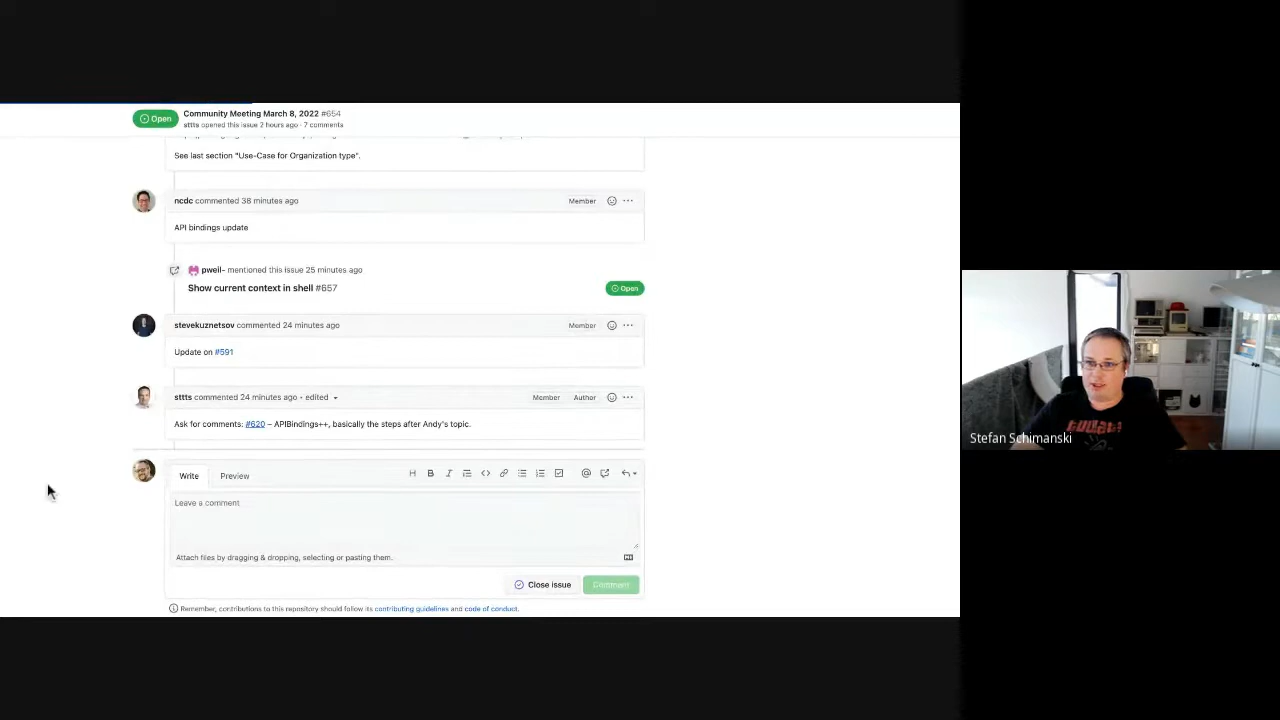 Open
Community Meeting March 8, 2022 #654
sttts opened this issue 2 hours ago · 7 comments
See last section "Use-Case for Organization type".
ncdc commented 38 minutes ago
Member
API bindings update
pweil- mentioned this issue 25 minutes ago
Show current context in shell #657
Open
stevekuznetsov commented 24 minutes ago
Member
Update on #591
sttts commented 24 minutes ago • edited
Member
Author
Ask for comments: #620 – APIBindings++, basically the steps after Andy's topic.
Write
Preview
Leave a comment
Attach files by dragging & dropping, selecting or pasting them.
Close issue
Comment
Remember, contributions to this repository should follow its contributing guidelines and code of conduct.
Stefan Schimanski